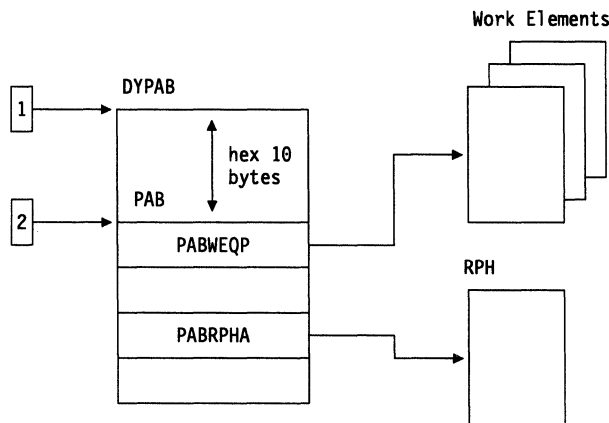 Work Elements
DYPAB
1
hex 10
bytes
PAB
2
PABWEQP
RPH
PABRPHA